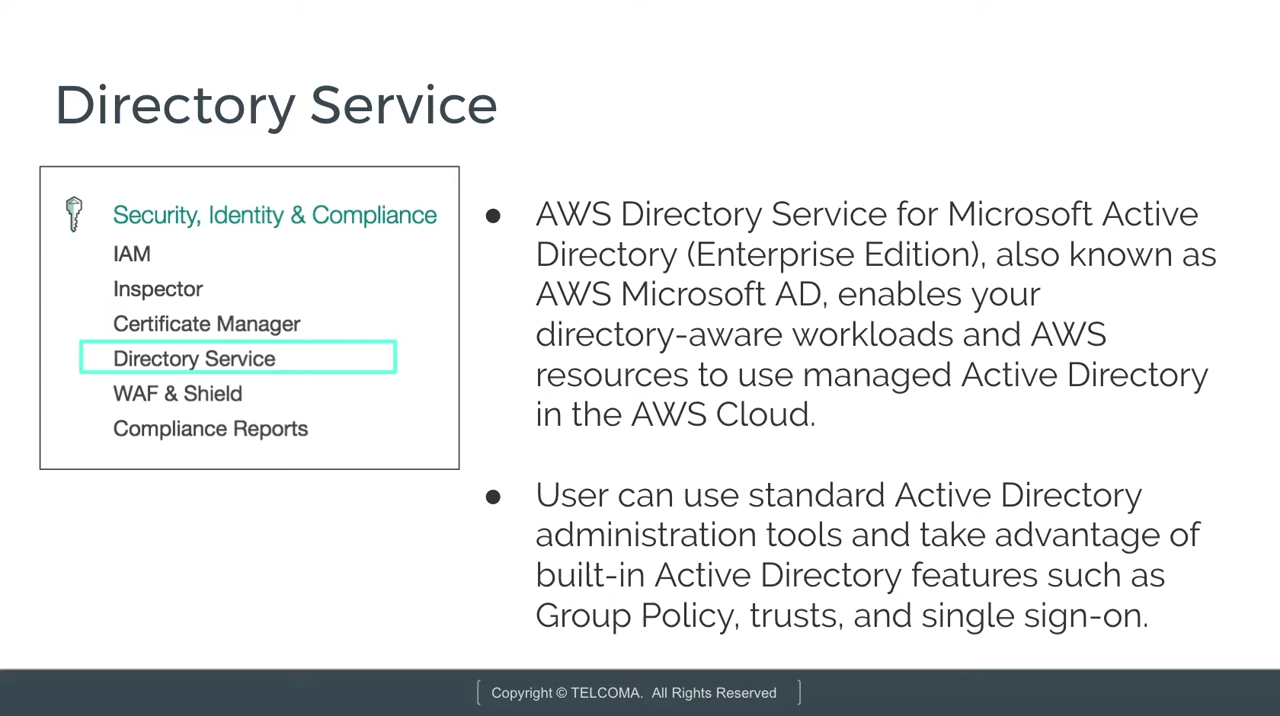 Directory Service
Security, Identity & Compliance
IAM
Inspector
Certificate Manager
Directory Service
WAF & Shield
Compliance Reports
● AWS Directory Service for Microsoft Active
Directory (Enterprise Edition), also known as
AWS Microsoft AD, enables your
directory-aware workloads and AWS
resources to use managed Active Directory
in the AWS Cloud.
● User can use standard Active Directory
administration tools and take advantage of
built-in Active Directory features such as
Group Policy, trusts, and single sign-on.
Copyright © TELCOMA. All Rights Reserved